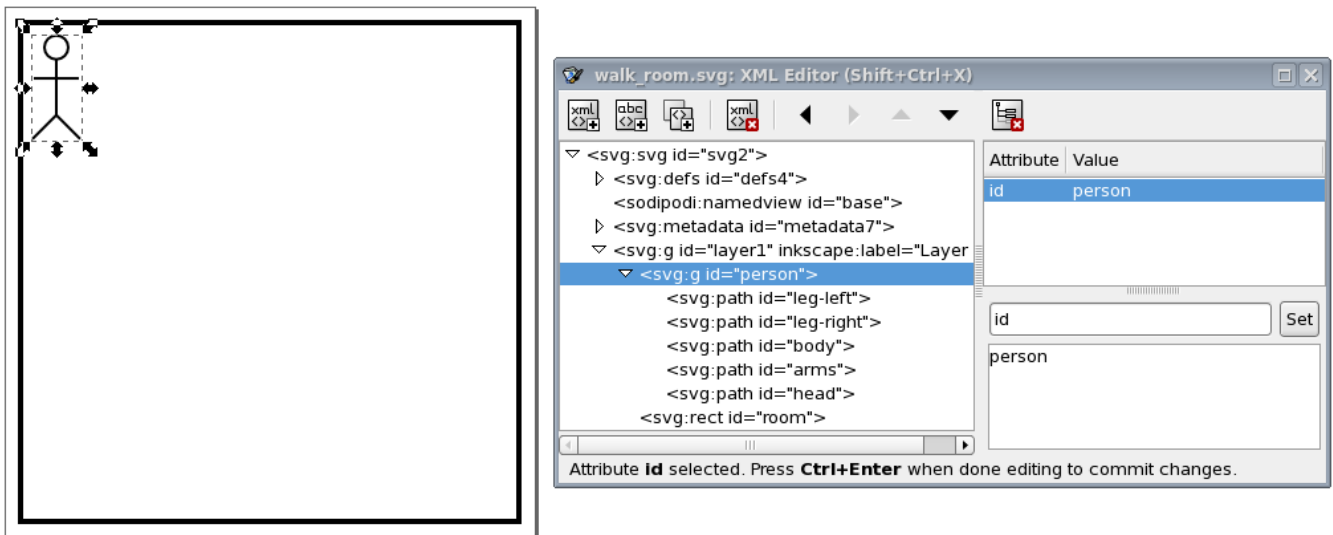 walk_room.svg: XML Editor (Shift+Ctrl+X)
xml
<>
abc
<>
<>
xml
<>
<svg:svg id="svg2">
<svg:defs id="defs4">
<sodipodi:namedview id="base">
<svg:metadata id="metadata7">
<svg:g id="layer1" inkscape:label="Layer
<svg:g id="person">
<svg:path id="leg-left">
<svg:path id="leg-right">
<svg:path id="body">
<svg:path id="arms">
<svg:path id="head">
<svg:rect id="room">
Attribute Value
id person
id
Set
person
Attribute id selected. Press Ctrl+Enter when done editing to commit changes.